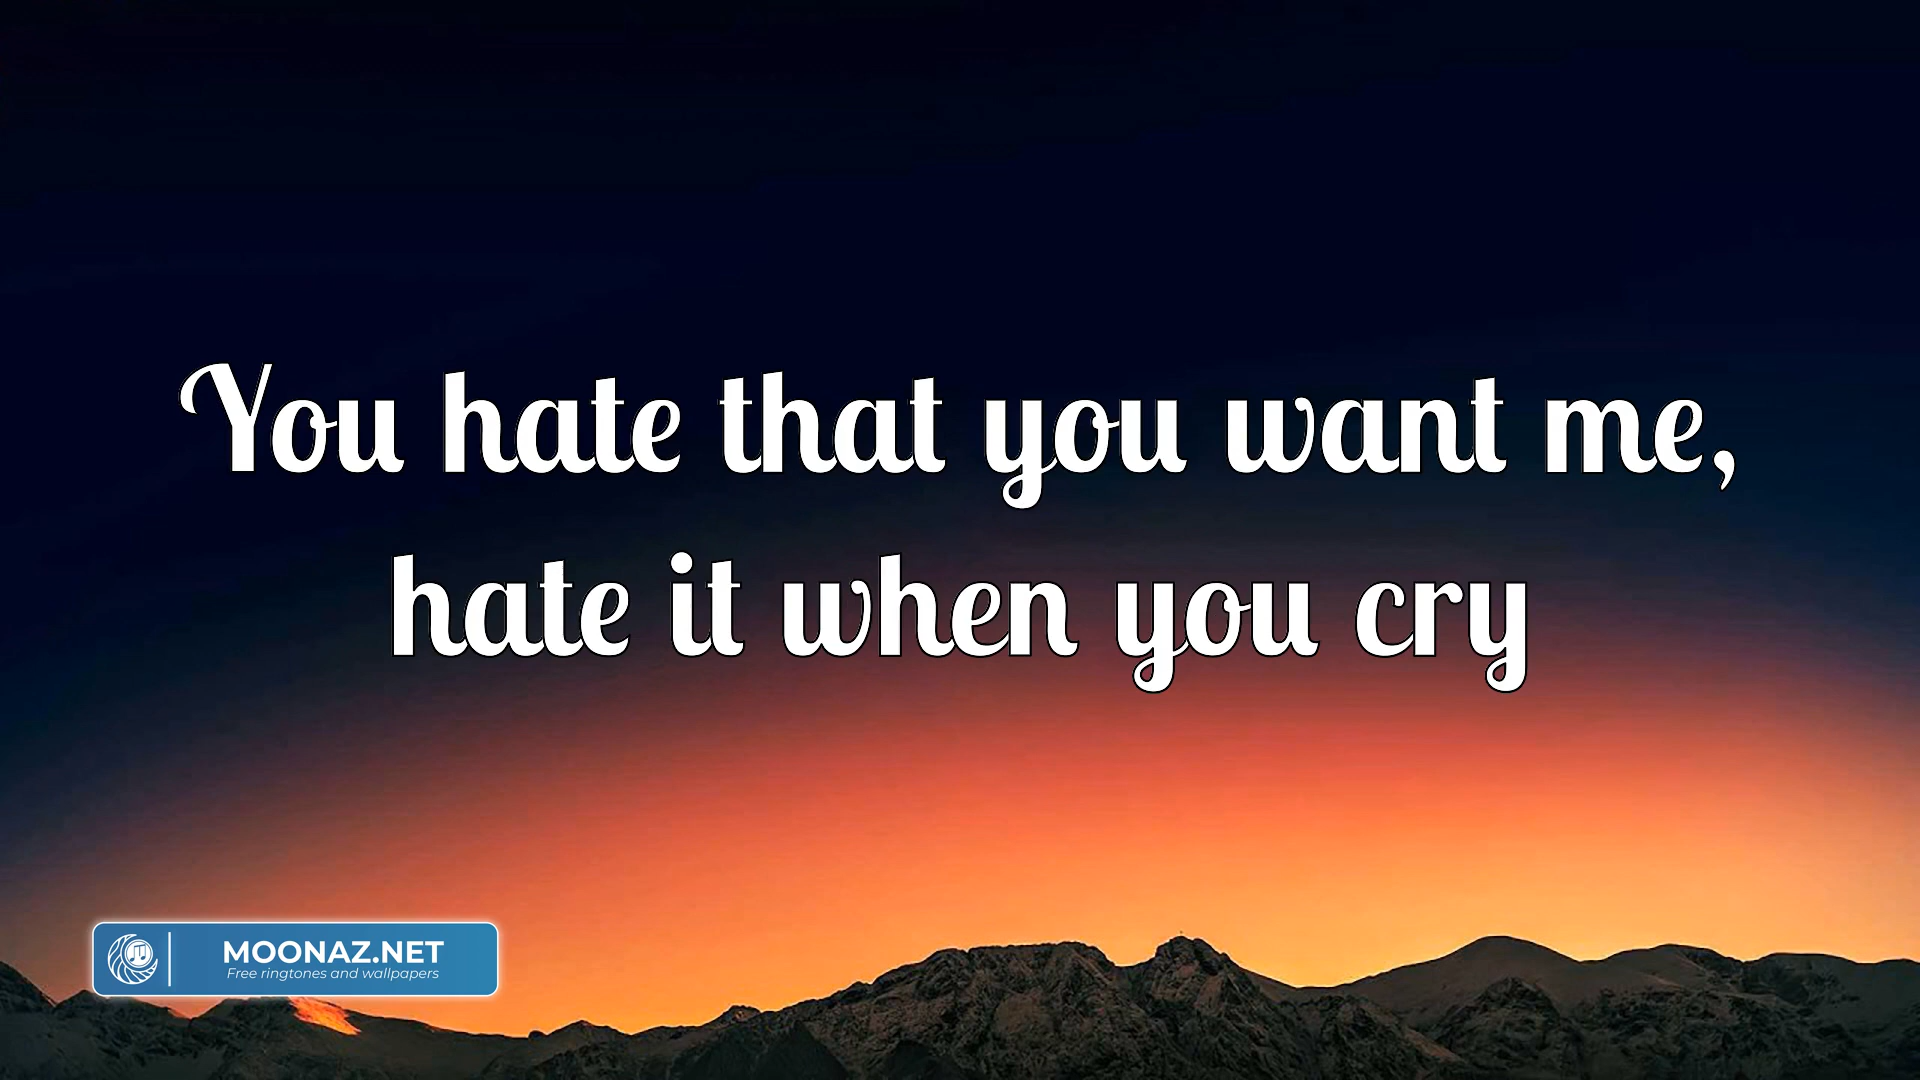 You hate that you want me,
hate it when you cry
MOONAZ.NET
Free ringtones and wallpapers